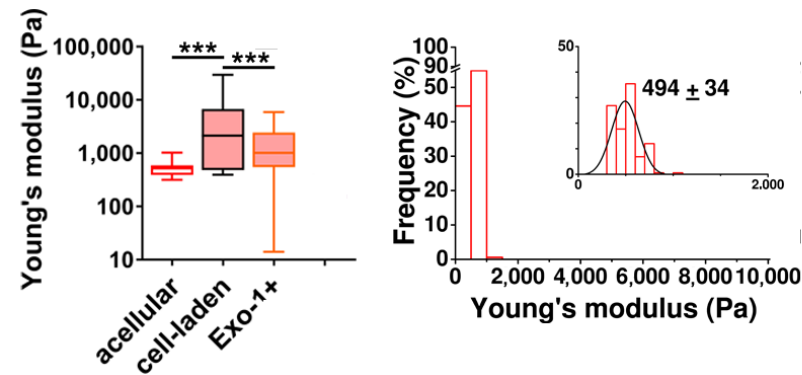 Young's modulus (Pa)
100,000
10,000
1,000
100
10
***
***
acellular
cell-laden
Exo-1+
Frequency (%)
100
90
50
40
30
20
10
0
0 2,000 4,000 6,000 8,000 10,000
Young's modulus (Pa)
50
0
0 2,000
494 ± 34